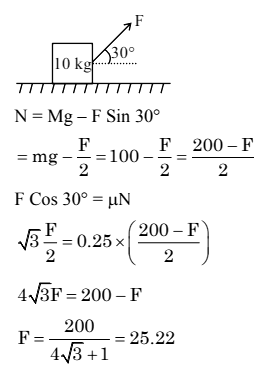 F
30°
10 kg
N = Mg – F Sin 30°
= mg – F/2 = 100 – F/2 = (200 – F)/2
F Cos 30° = μN
√3 F/2 = 0.25 × ((200 – F)/2)
4√3F = 200 – F
F = 200/(4√3 + 1) = 25.22